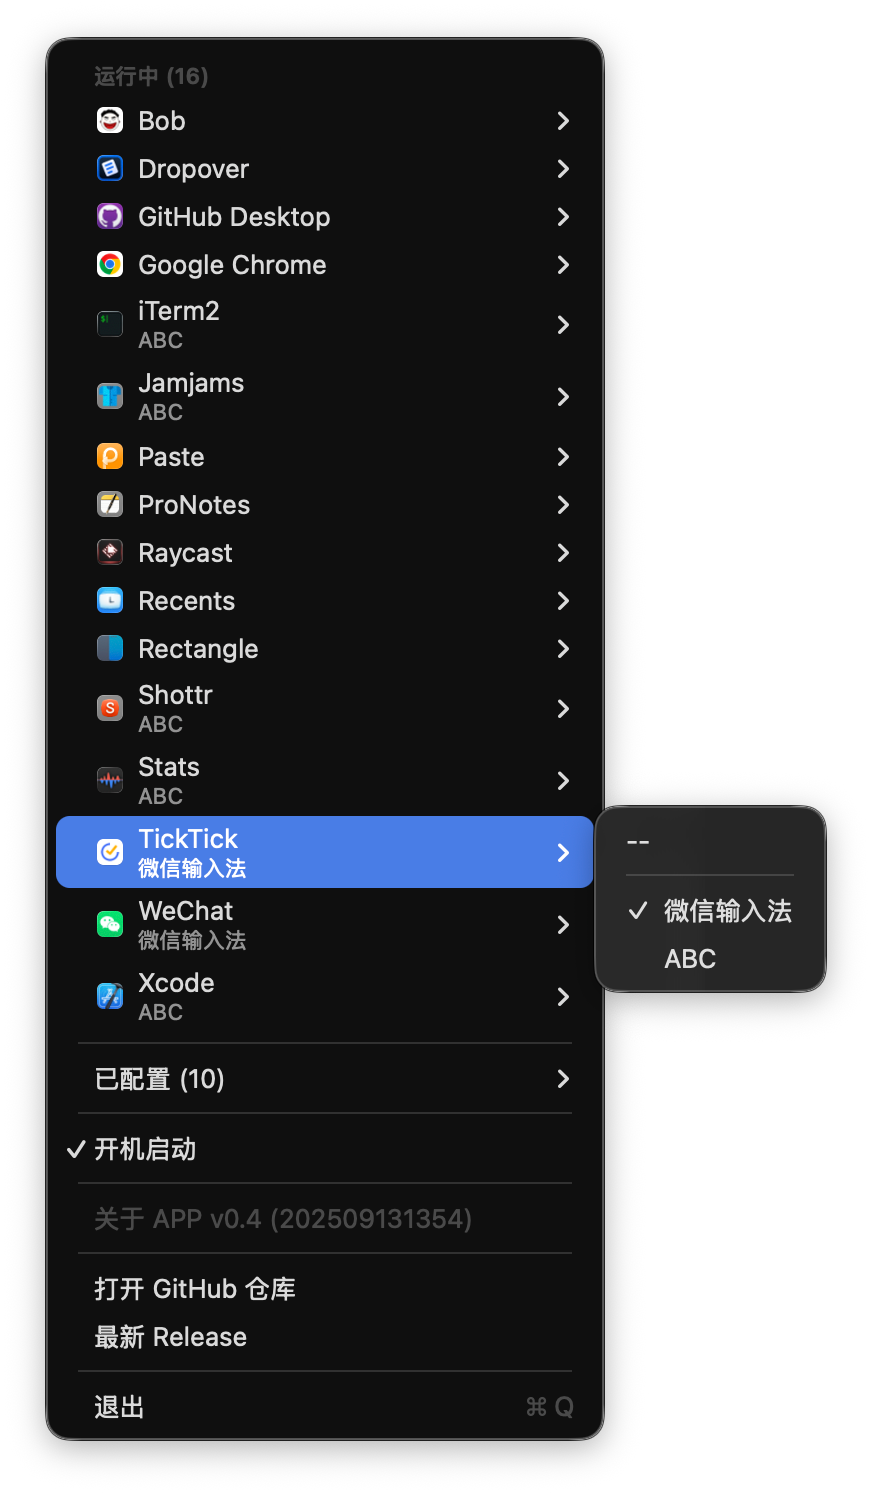 运行中 (16)
Bob
Dropover
GitHub Desktop
Google Chrome
iTerm2
ABC
Jamjams
ABC
Paste
ProNotes
Raycast
Recents
Rectangle
Shottr
ABC
Stats
ABC
TickTick
微信输入法
WeChat
微信输入法
Xcode
ABC
已配置 (10)
✓ 开机启动
关于 APP v0.4 (202509131354)
打开 GitHub 仓库
最新 Release
退出 ⌘ Q
--
✓ 微信输入法
ABC